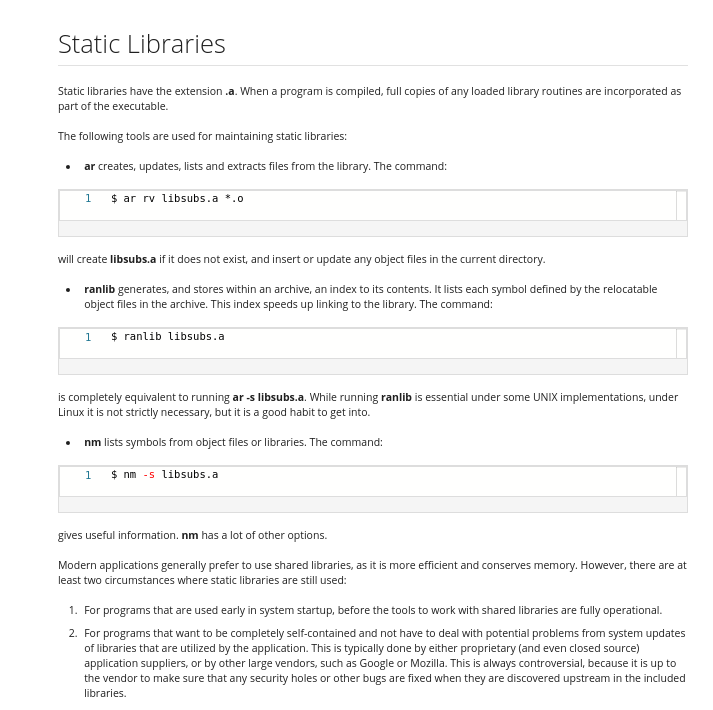 Static Libraries
Static libraries have the extension .a. When a program is compiled, full copies of any loaded library routines are incorporated as
part of the executable.
The following tools are used for maintaining static libraries:
• ar creates, updates, lists and extracts files from the library. The command:
1 $ ar rv libsubs.a *.o
will create libsubs.a if it does not exist, and insert or update any object files in the current directory.
• ranlib generates, and stores within an archive, an index to its contents. It lists each symbol defined by the relocatable
object files in the archive. This index speeds up linking to the library. The command:
1 $ ranlib libsubs.a
is completely equivalent to running ar -s libsubs.a. While running ranlib is essential under some UNIX implementations, under
Linux it is not strictly necessary, but it is a good habit to get into.
• nm lists symbols from object files or libraries. The command:
1 $ nm -s libsubs.a
gives useful information. nm has a lot of other options.
Modern applications generally prefer to use shared libraries, as it is more efficient and conserves memory. However, there are at
least two circumstances where static libraries are still used:
1. For programs that are used early in system startup, before the tools to work with shared libraries are fully operational.
2. For programs that want to be completely self-contained and not have to deal with potential problems from system updates
of libraries that are utilized by the application. This is typically done by either proprietary (and even closed source)
application suppliers, or by other large vendors, such as Google or Mozilla. This is always controversial, because it is up to
the vendor to make sure that any security holes or other bugs are fixed when they are discovered upstream in the included
libraries.